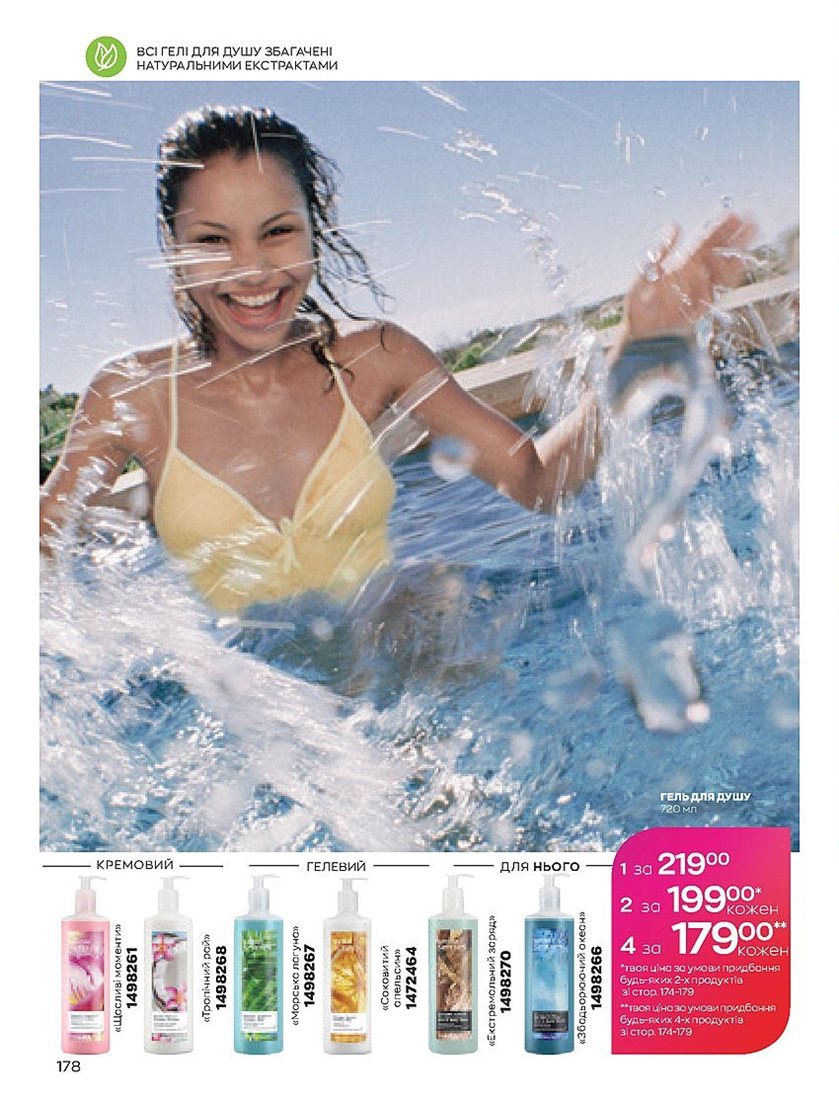 ВСІ ГЕЛІ ДЛЯ ДУШУ ЗБАГАЧЕНІ
НАТУРАЛЬНИМИ ЕКСТРАКТАМИ
ГЕЛЬ ДЛЯ ДУШУ
720 мл
КРЕМОВИЙ
ГЕЛЕВИЙ
ДЛЯ НЬОГО
«Щасливі моменти»
1498261
«Тропічний рай»
1498268
«Морська лагуна»
1498267
«Соковитий
апельсин»
1472464
«Екстремальний заряд»
1498270
«Збадьорюючий океан»
1498266
1 за 219⁰⁰
2 за 199⁰⁰*
кожен
4 за 179⁰⁰**
кожен
*твоя ціна за умови придбання
будь-яких 2-х продуктів
зі стор. 174-179
**твоя ціна за умови придбання
будь-яких 4-х продуктів
зі стор. 174-179
178